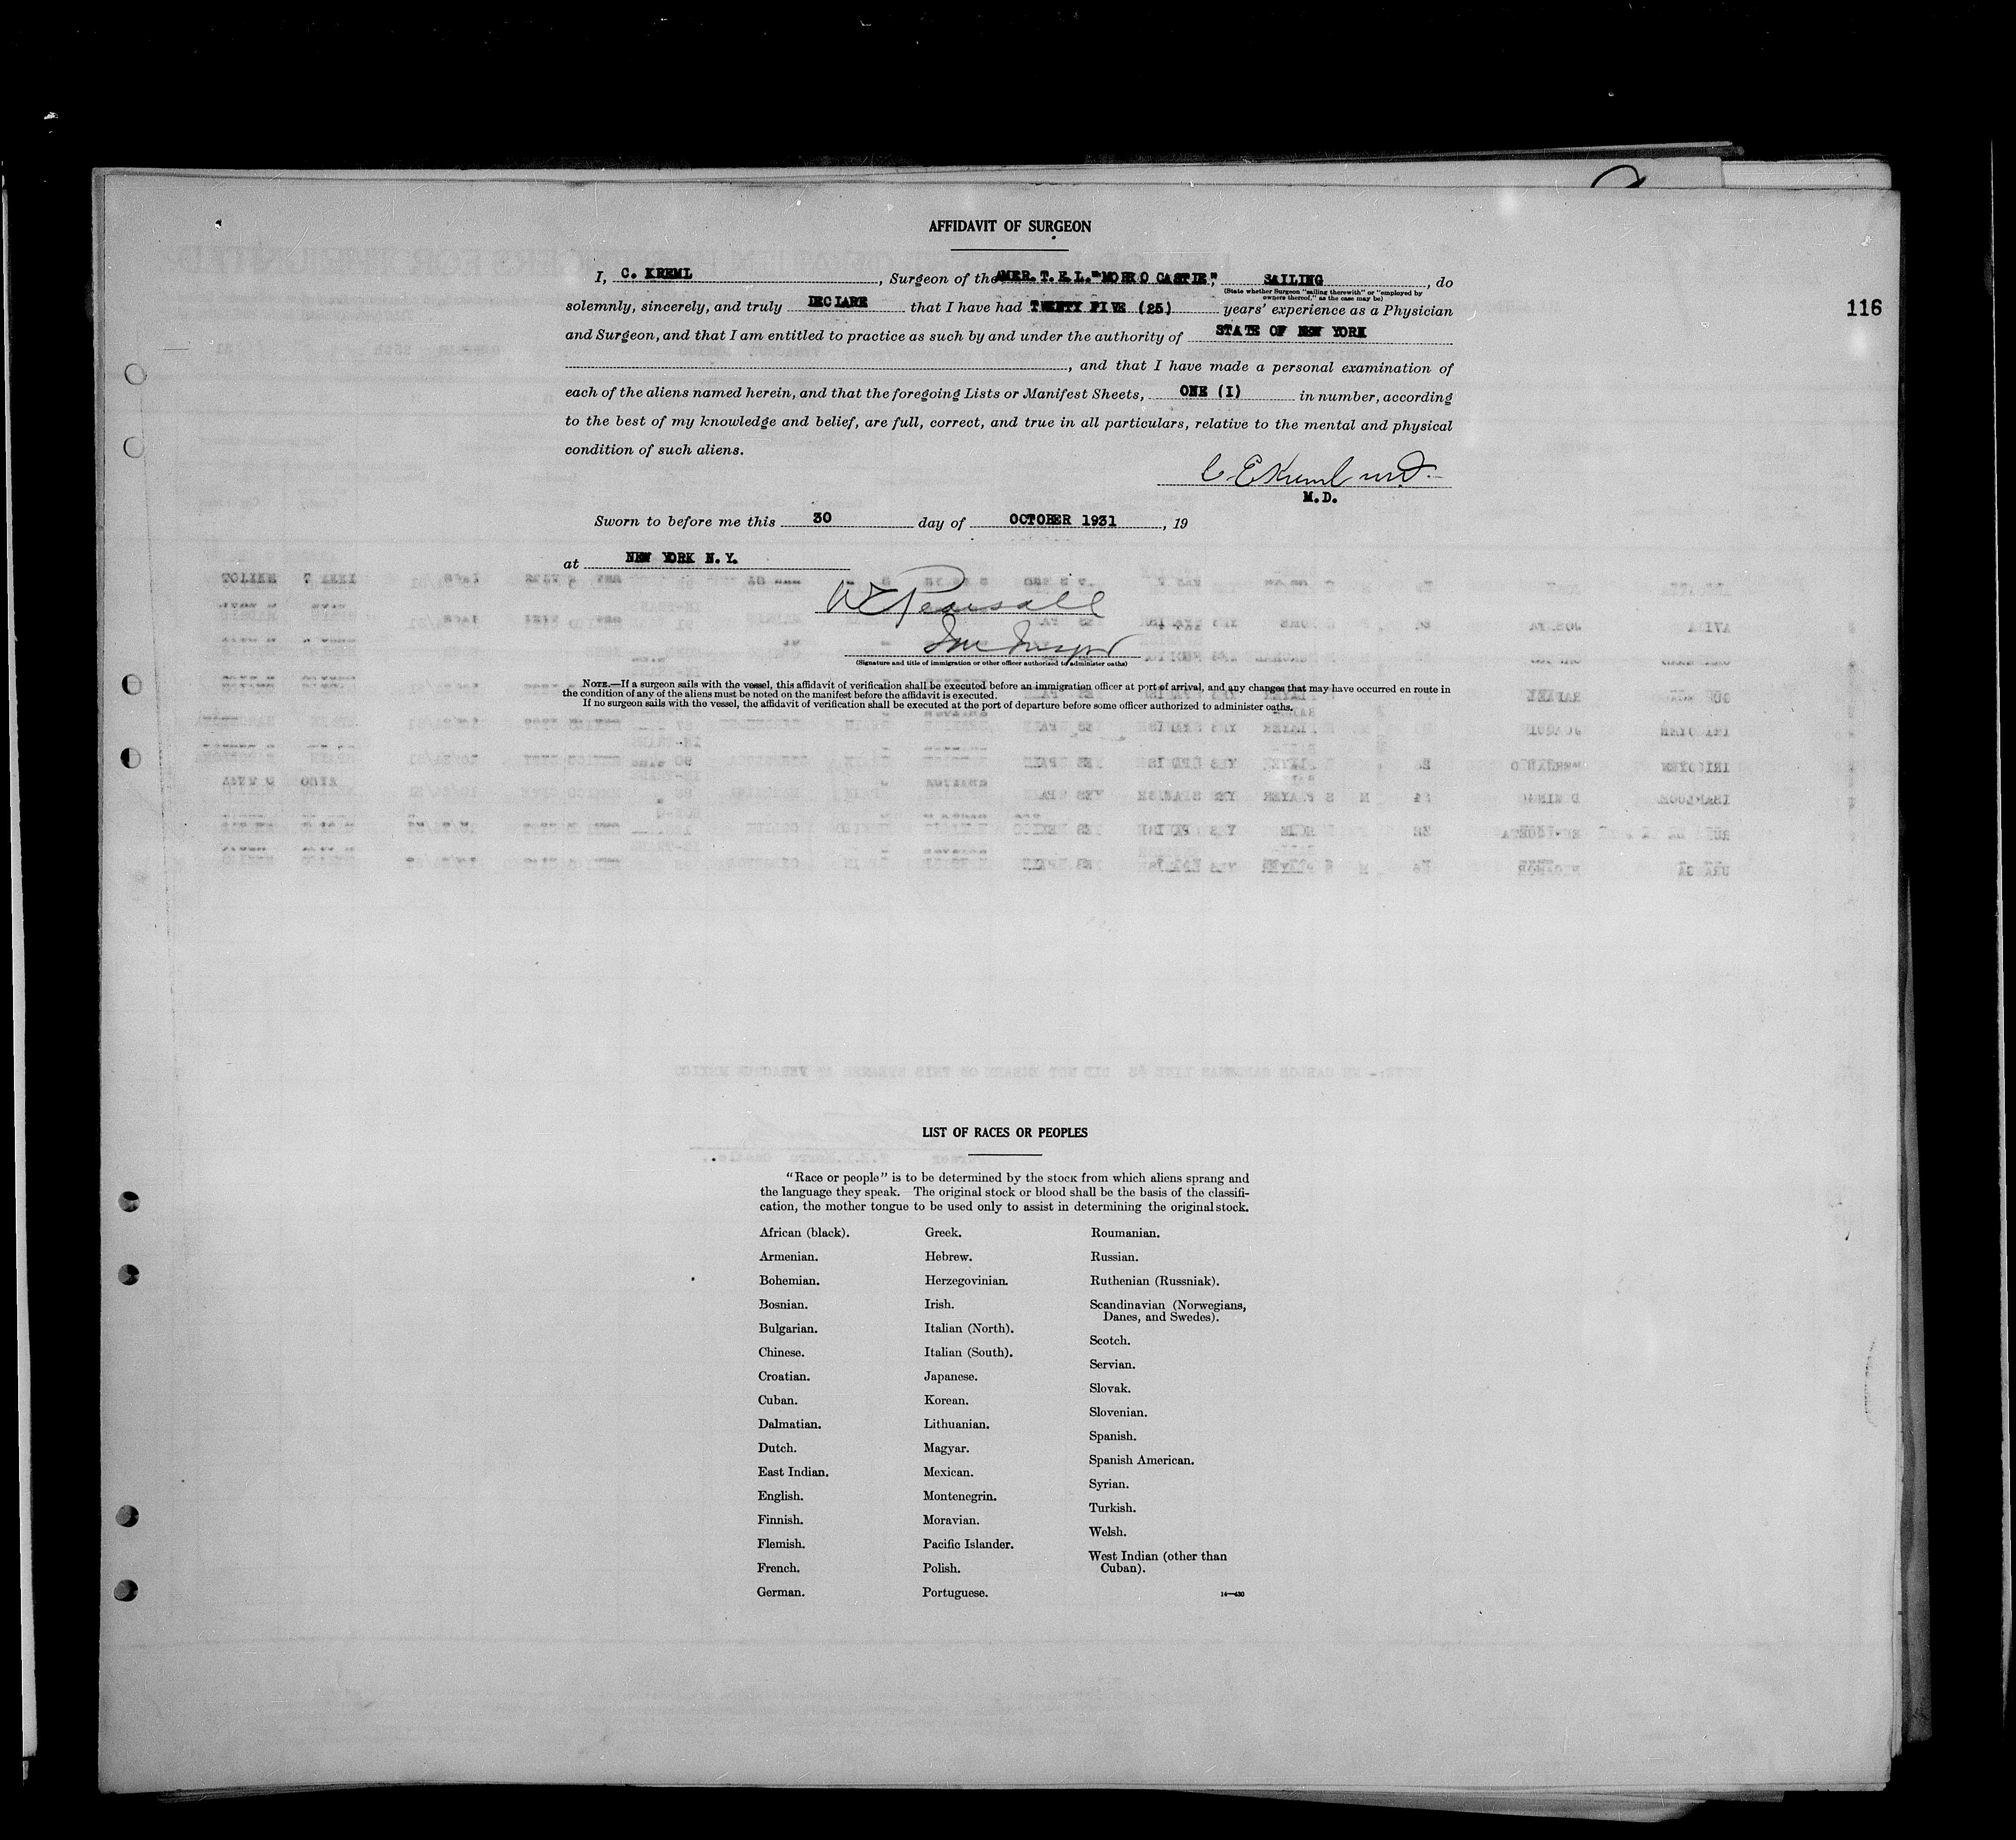 AFFIDAVIT OF SURGEON
I, C. KREML, Surgeon of the AMER. T. E. L. "MORRO CASTLE", SAILING, do
(State whether Surgeon "sailing therewith" or "employed by
owners thereof," as the case may be)
116
solemnly, sincerely, and truly DECLARE that I have had TWENTY FIVE (25) years' experience as a Physician
and Surgeon, and that I am entitled to practice as such by and under the authority of STATE OF NEW YORK
, and that I have made a personal examination of
each of the aliens named herein, and that the foregoing Lists or Manifest Sheets, ONE (I) in number, according
to the best of my knowledge and belief, are full, correct, and true in all particulars, relative to the mental and physical
condition of such aliens.
C. E Kreml M.D.
M.D.
Sworn to before me this 30 day of OCTOBER 1931, 19
at NEW YORK N.Y.
W E Pearsall
(Signature and title of immigration or other officer authorized to administer oaths)
NOTE.—If a surgeon sails with the vessel, this affidavit of verification shall be executed before an immigration officer at port of arrival, and any changes that may have occurred en route in
the condition of any of the aliens must be noted on the manifest before the affidavit is executed.
If no surgeon sails with the vessel, the affidavit of verification shall be executed at the port of departure before some officer authorized to administer oaths.
LIST OF RACES OR PEOPLES
"Race or people" is to be determined by the stock from which aliens sprang and
the language they speak. The original stock or blood shall be the basis of the classifi-
cation, the mother tongue to be used only to assist in determining the original stock.
African (black).
Armenian.
Bohemian.
Bosnian.
Bulgarian.
Chinese.
Croatian.
Cuban.
Dalmatian.
Dutch.
East Indian.
English.
Finnish.
Flemish.
French.
German.
Greek.
Hebrew.
Herzegovinian.
Irish.
Italian (North).
Italian (South).
Japanese.
Korean.
Lithuanian.
Magyar.
Mexican.
Montenegrin.
Moravian.
Pacific Islander.
Polish.
Portuguese.
Roumanian.
Russian.
Ruthenian (Russniak).
Scandinavian (Norwegians,
Danes, and Swedes).
Scotch.
Servian.
Slovak.
Slovenian.
Spanish.
Spanish American.
Syrian.
Turkish.
Welsh.
West Indian (other than
Cuban).
14—430